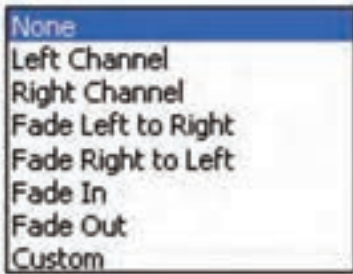 None
Left Channel
Right Channel
Fade Left to Right
Fade Right to Left
Fade In
Fade Out
Custom